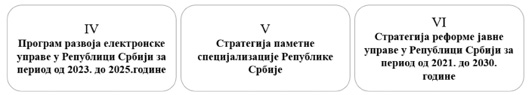 IV
Програм развоја електронске
управе у Републици Србији за
период од 2023. до 2025.године
V
Стратегија паметне
специјализације Републике
Србије
VI
Стратегија реформе јавне
управе у Републици Србији за
период од 2021. до 2030.
године